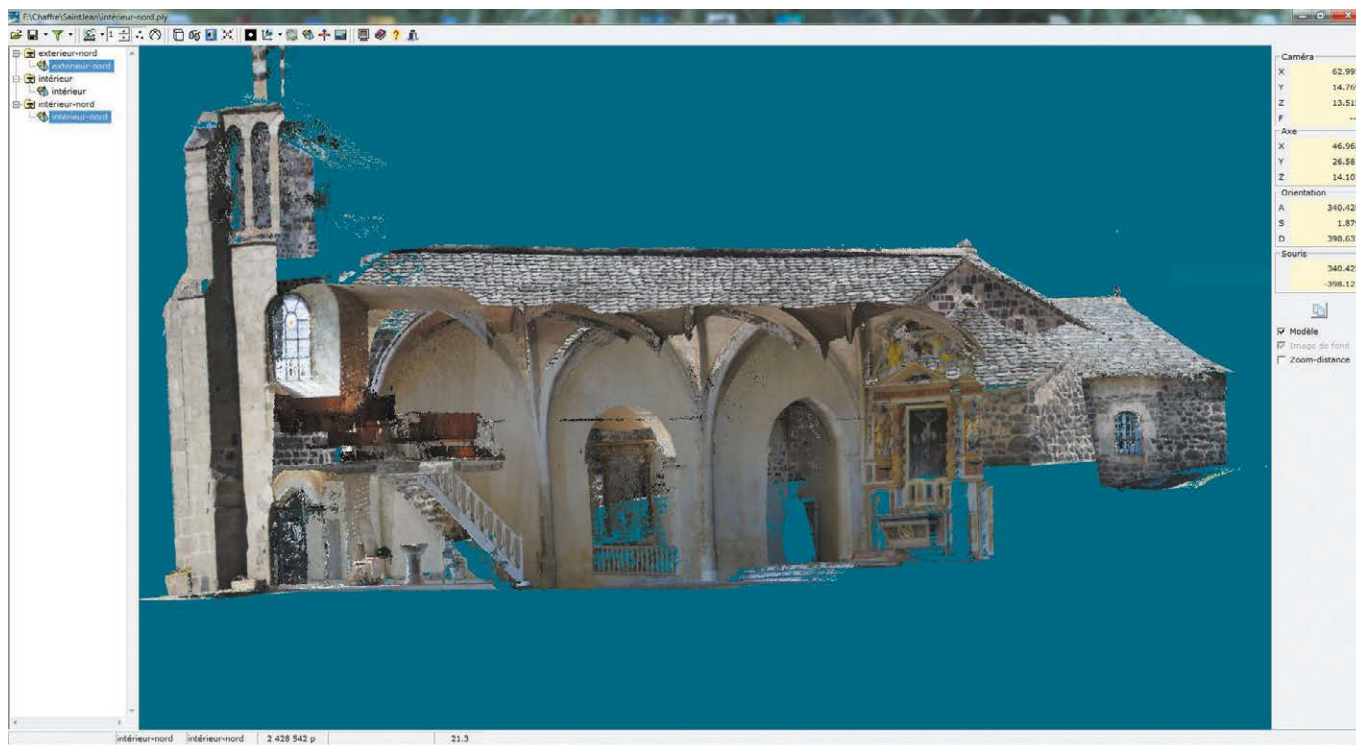 F:\Chaffre\SaintJean\intérieur-nord.ply
1
exterieur-nord
exterieur-nord
intérieur
intérieur
intérieur-nord
intérieur-nord
Caméra
X
Y
Z
F --
Axe
X
Y
Z
Orientation
A
S
D
Souris
Modèle
Image de fond
Zoom-distance
intérieur-nord intérieur-nord 2 428 542 p 21.3